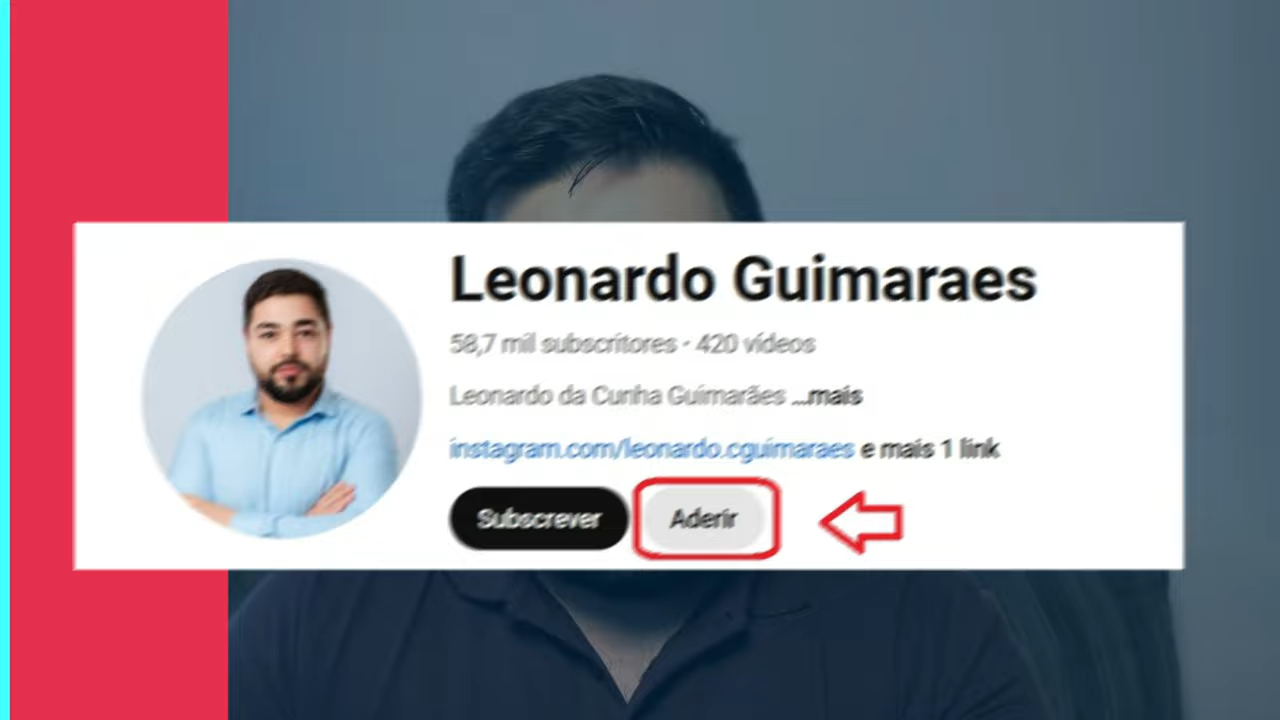 Leonardo Guimaraes
58,7 mil subscritores · 420 vídeos
Leonardo da Cunha Guimarães ...mais
instagram.com/leonardo.cguimaraes e mais 1 link
Subscrever Aderir